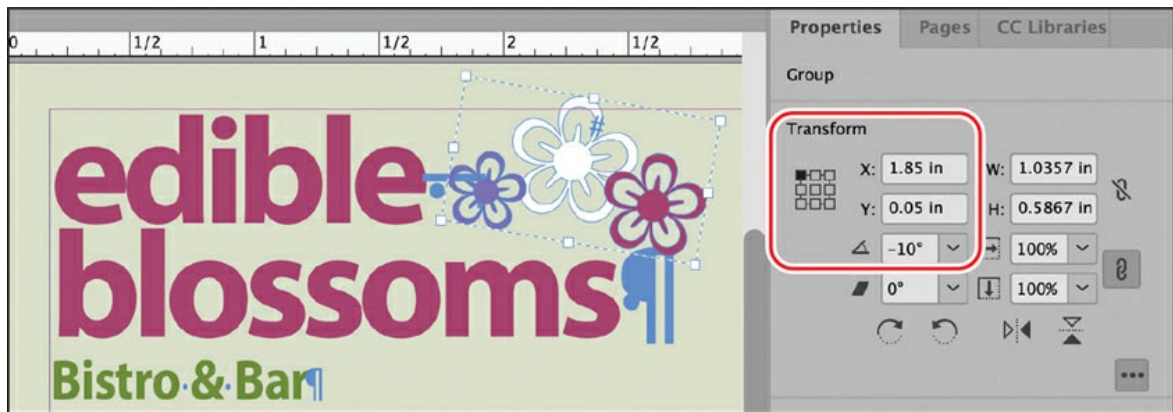 0 1/2 1 1/2 2 1/2
edible
blossoms¶
Bistro·&·Bar¶
#
Properties Pages CC Libraries
Group
Transform
X: 1.85 in W: 1.0357 in
Y: 0.05 in H: 0.5867 in
-10° 100%
0° 100%